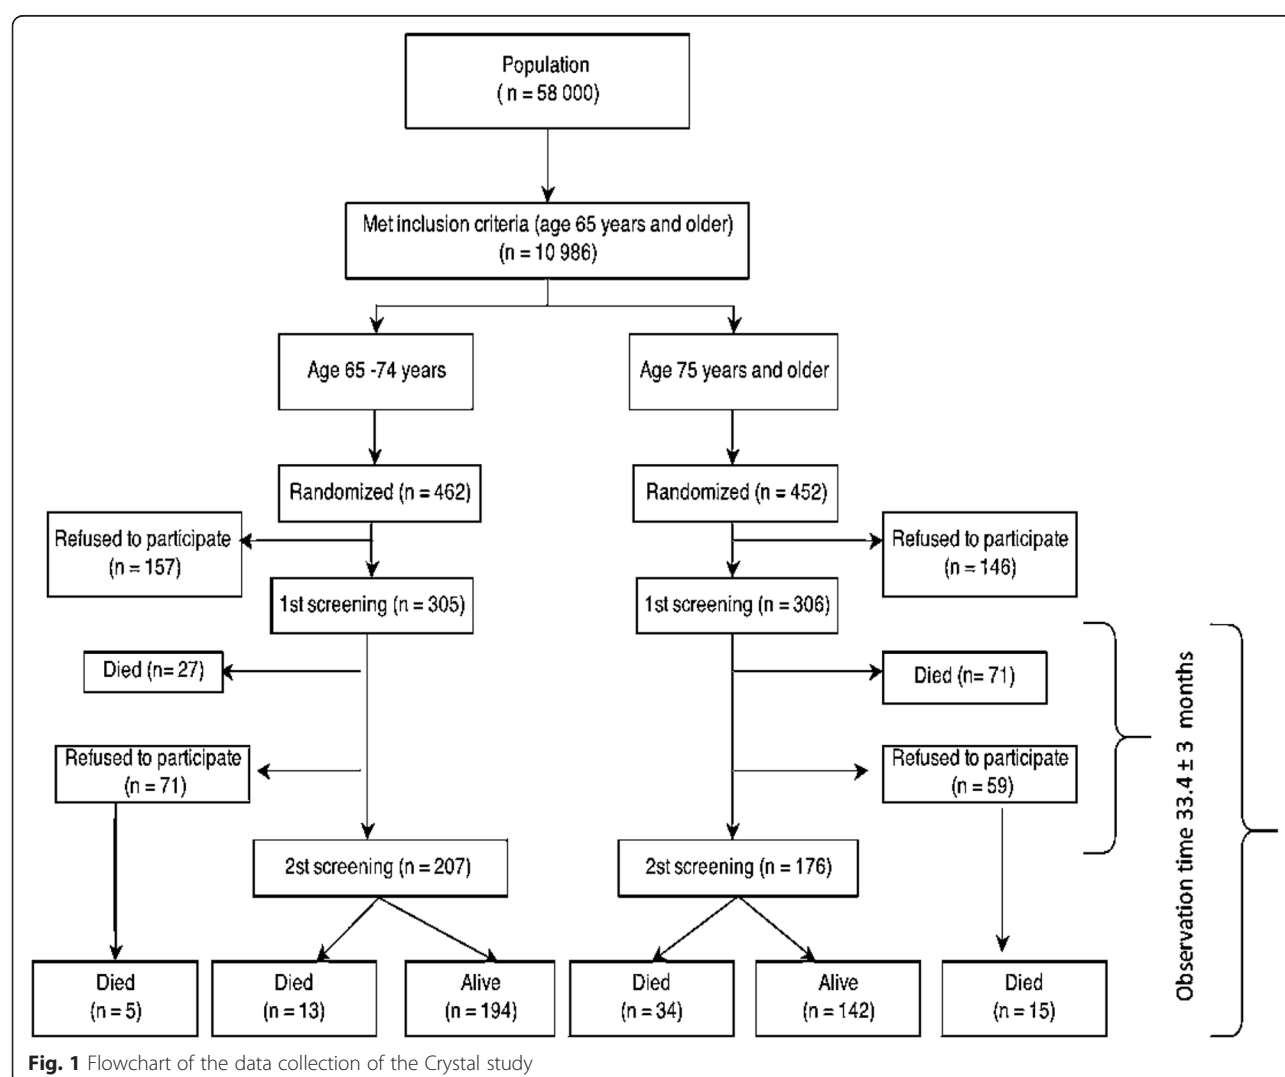 Population
( n = 58 000)
Met inclusion criteria (age 65 years and older)
(n = 10 986)
Age 65 -74 years
Age 75 years and older
Randomized (n = 462)
Randomized (n = 452)
Refused to participate
(n = 157)
Refused to participate
(n = 146)
1st screening (n = 305)
1st screening (n = 306)
Died (n= 27)
Died (n= 71)
Refused to participate
(n = 71)
Refused to participate
(n = 59)
2st screening (n = 207)
2st screening (n = 176)
Observation time 33.4 ± 3 months
Died
(n = 5)
Died
(n = 13)
Alive
(n = 194)
Died
(n = 34)
Alive
(n = 142)
Died
(n = 15)
Fig. 1 Flowchart of the data collection of the Crystal study